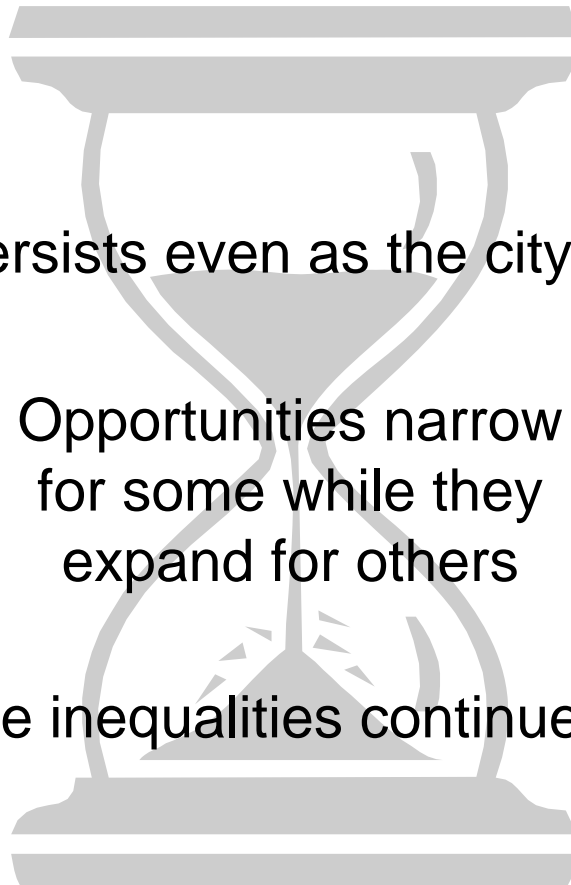 ersists even as the city
Opportunities narrow
for some while they
expand for others
e inequalities continue